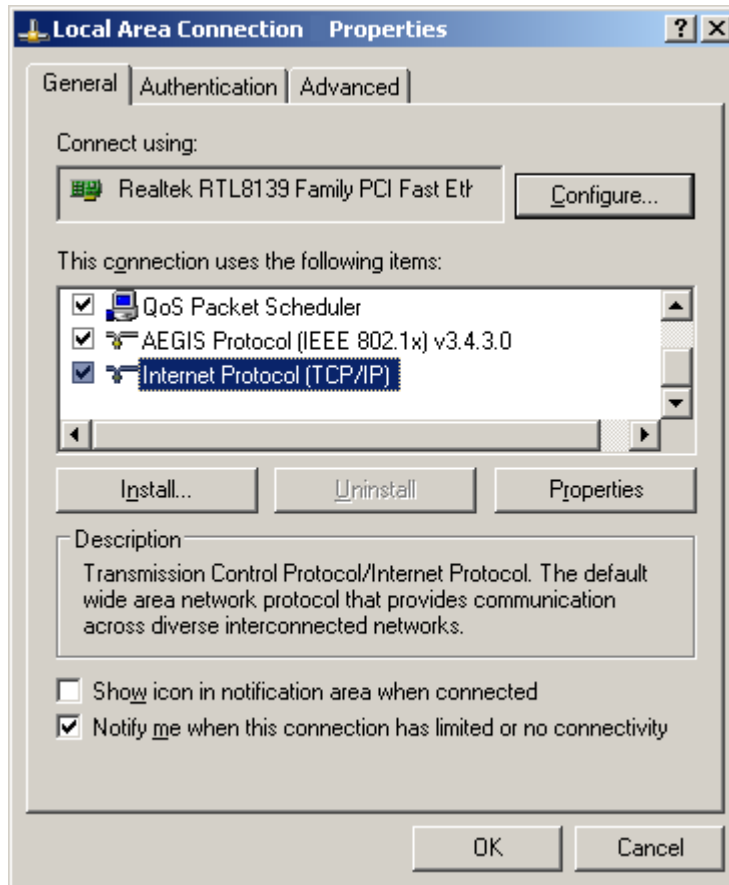 Local Area Connection Properties
General Authentication Advanced
Connect using:
Realtek RTL8139 Family PCI Fast Eth
Configure...
This connection uses the following items:
QoS Packet Scheduler
AEGIS Protocol (IEEE 802.1x) v3.4.3.0
Internet Protocol (TCP/IP)
Install... Uninstall Properties
Description
Transmission Control Protocol/Internet Protocol. The default
wide area network protocol that provides communication
across diverse interconnected networks.
Show icon in notification area when connected
Notify me when this connection has limited or no connectivity
OK Cancel